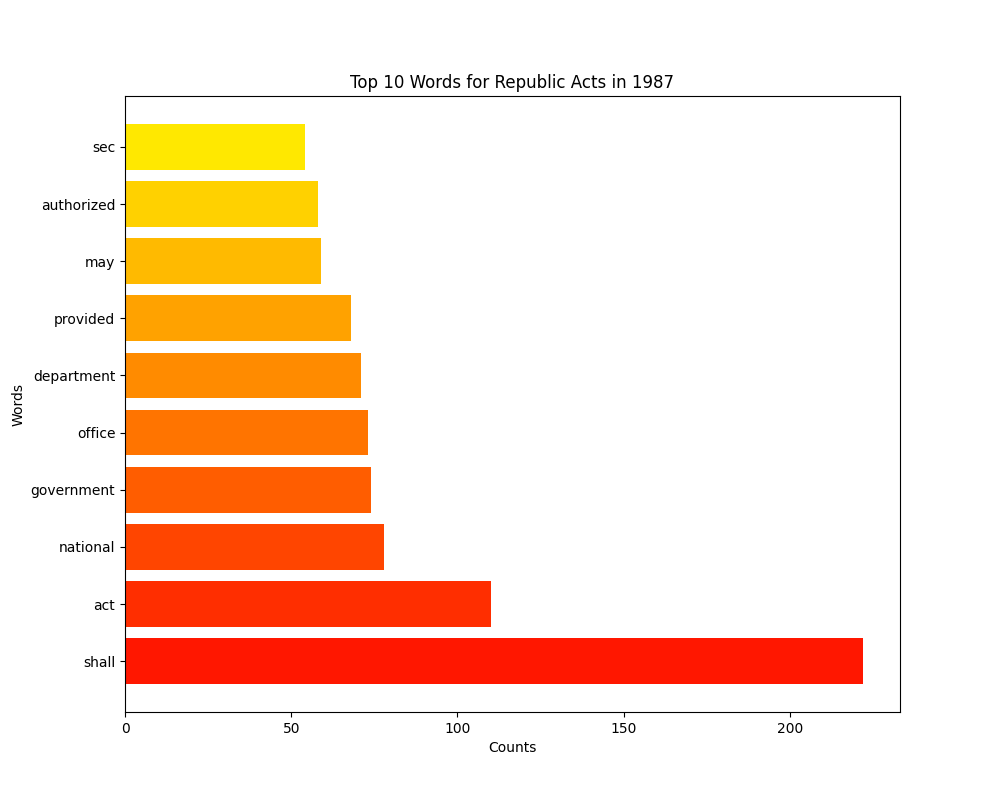 Top 10 Words for Republic Acts in 1987
Words
sec
authorized
may
provided
department
office
government
national
act
shall
0 50 100 150 200
Counts